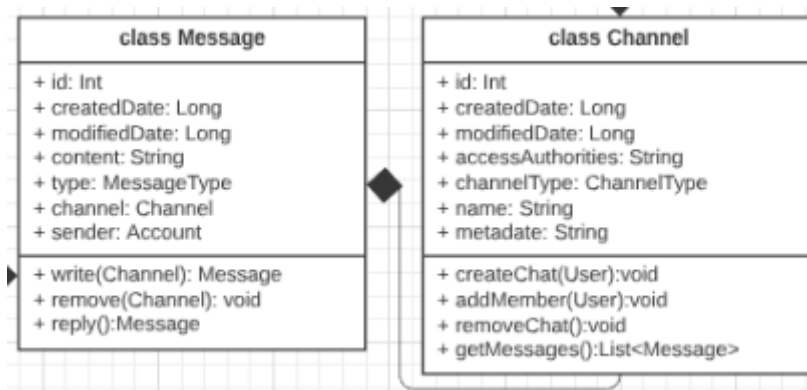 class Message
+ id: Int
+ createdDate: Long
+ modifiedDate: Long
+ content: String
+ type: MessageType
+ channel: Channel
+ sender: Account
+ write(Channel): Message
+ remove(Channel): void
+ reply():Message
class Channel
+ id: Int
+ createdDate: Long
+ modifiedDate: Long
+ accessAuthorities: String
+ channelType: ChannelType
+ name: String
+ metadate: String
+ createChat(User):void
+ addMember(User):void
+ removeChat():void
+ getMessages():List<Message>